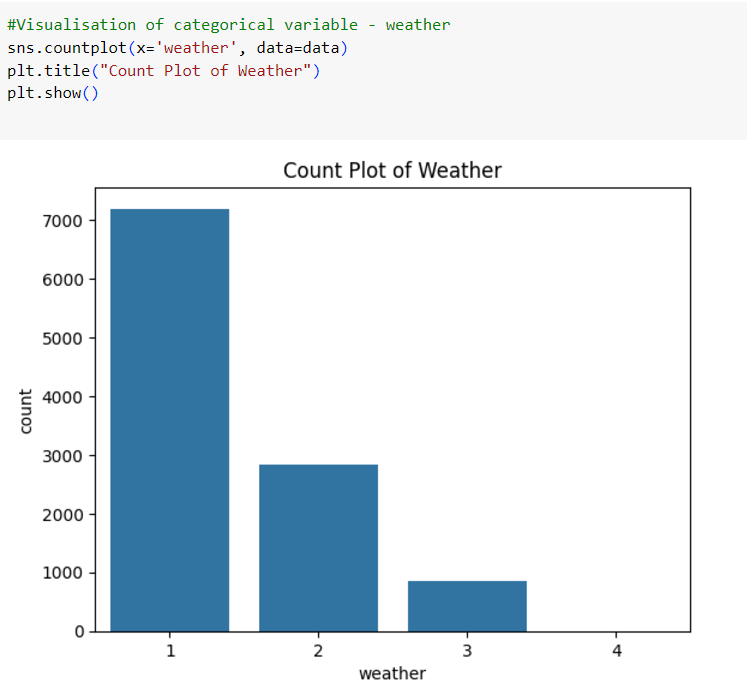 #Visualisation of categorical variable - weather
sns.countplot(x='weather', data=data)
plt.title("Count Plot of Weather")
plt.show()
Count Plot of Weather
7000
6000
5000
4000
3000
2000
1000
0
count
1 2 3 4
weather